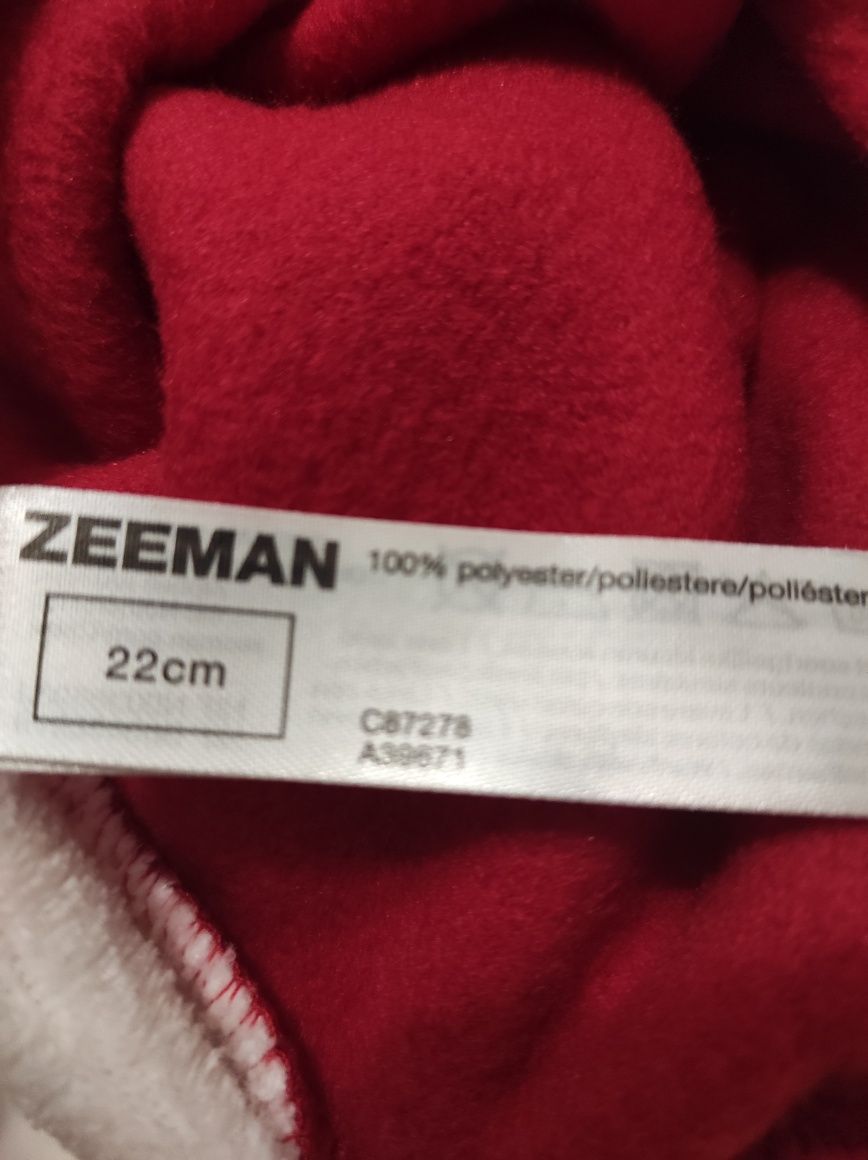 ZEEMAN 100% polyester/poliestere/poliéster
22cm
C87278
A39671